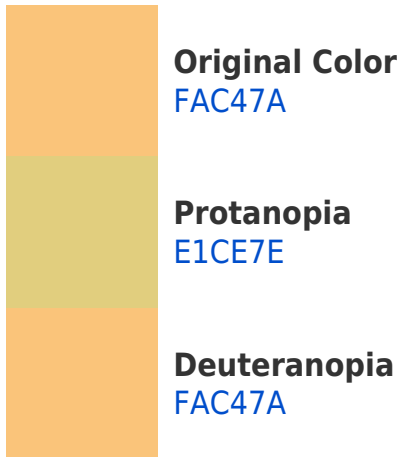 Original Color
FAC47A
Protanopia
E1CE7E
Deuteranopia
FAC47A